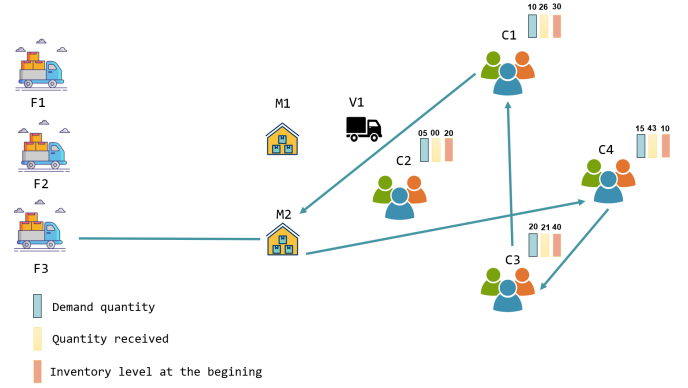 10 26 30
C1
F1
M1
V1
05 00 20
C2
15 43 10
C4
F2
M2
F3
20 21 40
C3
Demand quantity
Quantity received
Inventory level at the begining